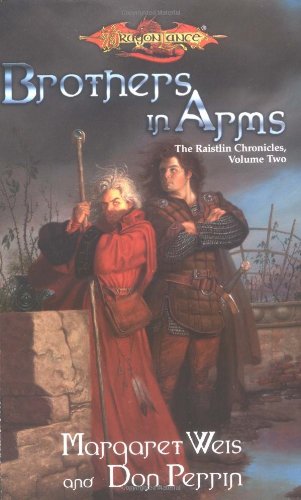 DragonLance
Brothers
in Arms
The Raistlin Chronicles,
Volume Two
Margaret Weis
and Don Perrin